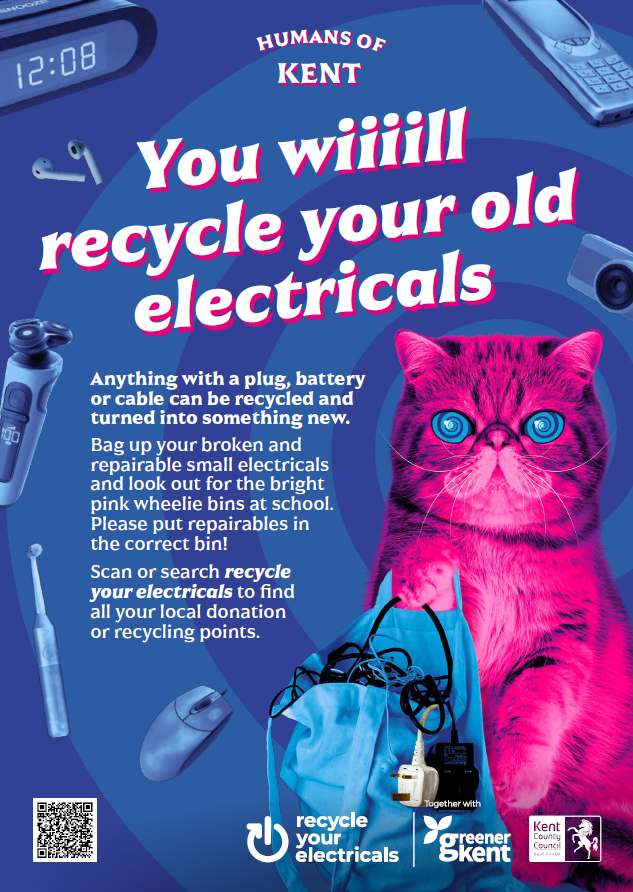 SNOOZE
12:08
HUMANS OF
KENT
You wiiiill
recycle your old
electricals
Anything with a plug, battery
or cable can be recycled and
turned into something new.
Bag up your broken and
repairable small electricals
and look out for the bright
pink wheelie bins at school.
Please put repairables in
the correct bin!
Scan or search recycle
your electricals to find
all your local donation
or recycling points.
Together with
recycle
your
electricals
greener
kent
Kent
County
Council